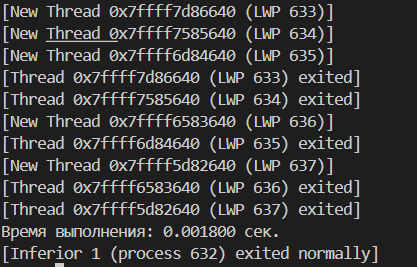 [New Thread 0x7ffff7d86640 (LWP 633)]
[New Thread 0x7ffff7585640 (LWP 634)]
[New Thread 0x7ffff6d84640 (LWP 635)]
[Thread 0x7ffff7d86640 (LWP 633) exited]
[Thread 0x7ffff7585640 (LWP 634) exited]
[New Thread 0x7ffff6583640 (LWP 636)]
[Thread 0x7ffff6d84640 (LWP 635) exited]
[New Thread 0x7ffff5d82640 (LWP 637)]
[Thread 0x7ffff6583640 (LWP 636) exited]
[Thread 0x7ffff5d82640 (LWP 637) exited]
Время выполнения: 0.001800 сек.
[Inferior 1 (process 632) exited normally]